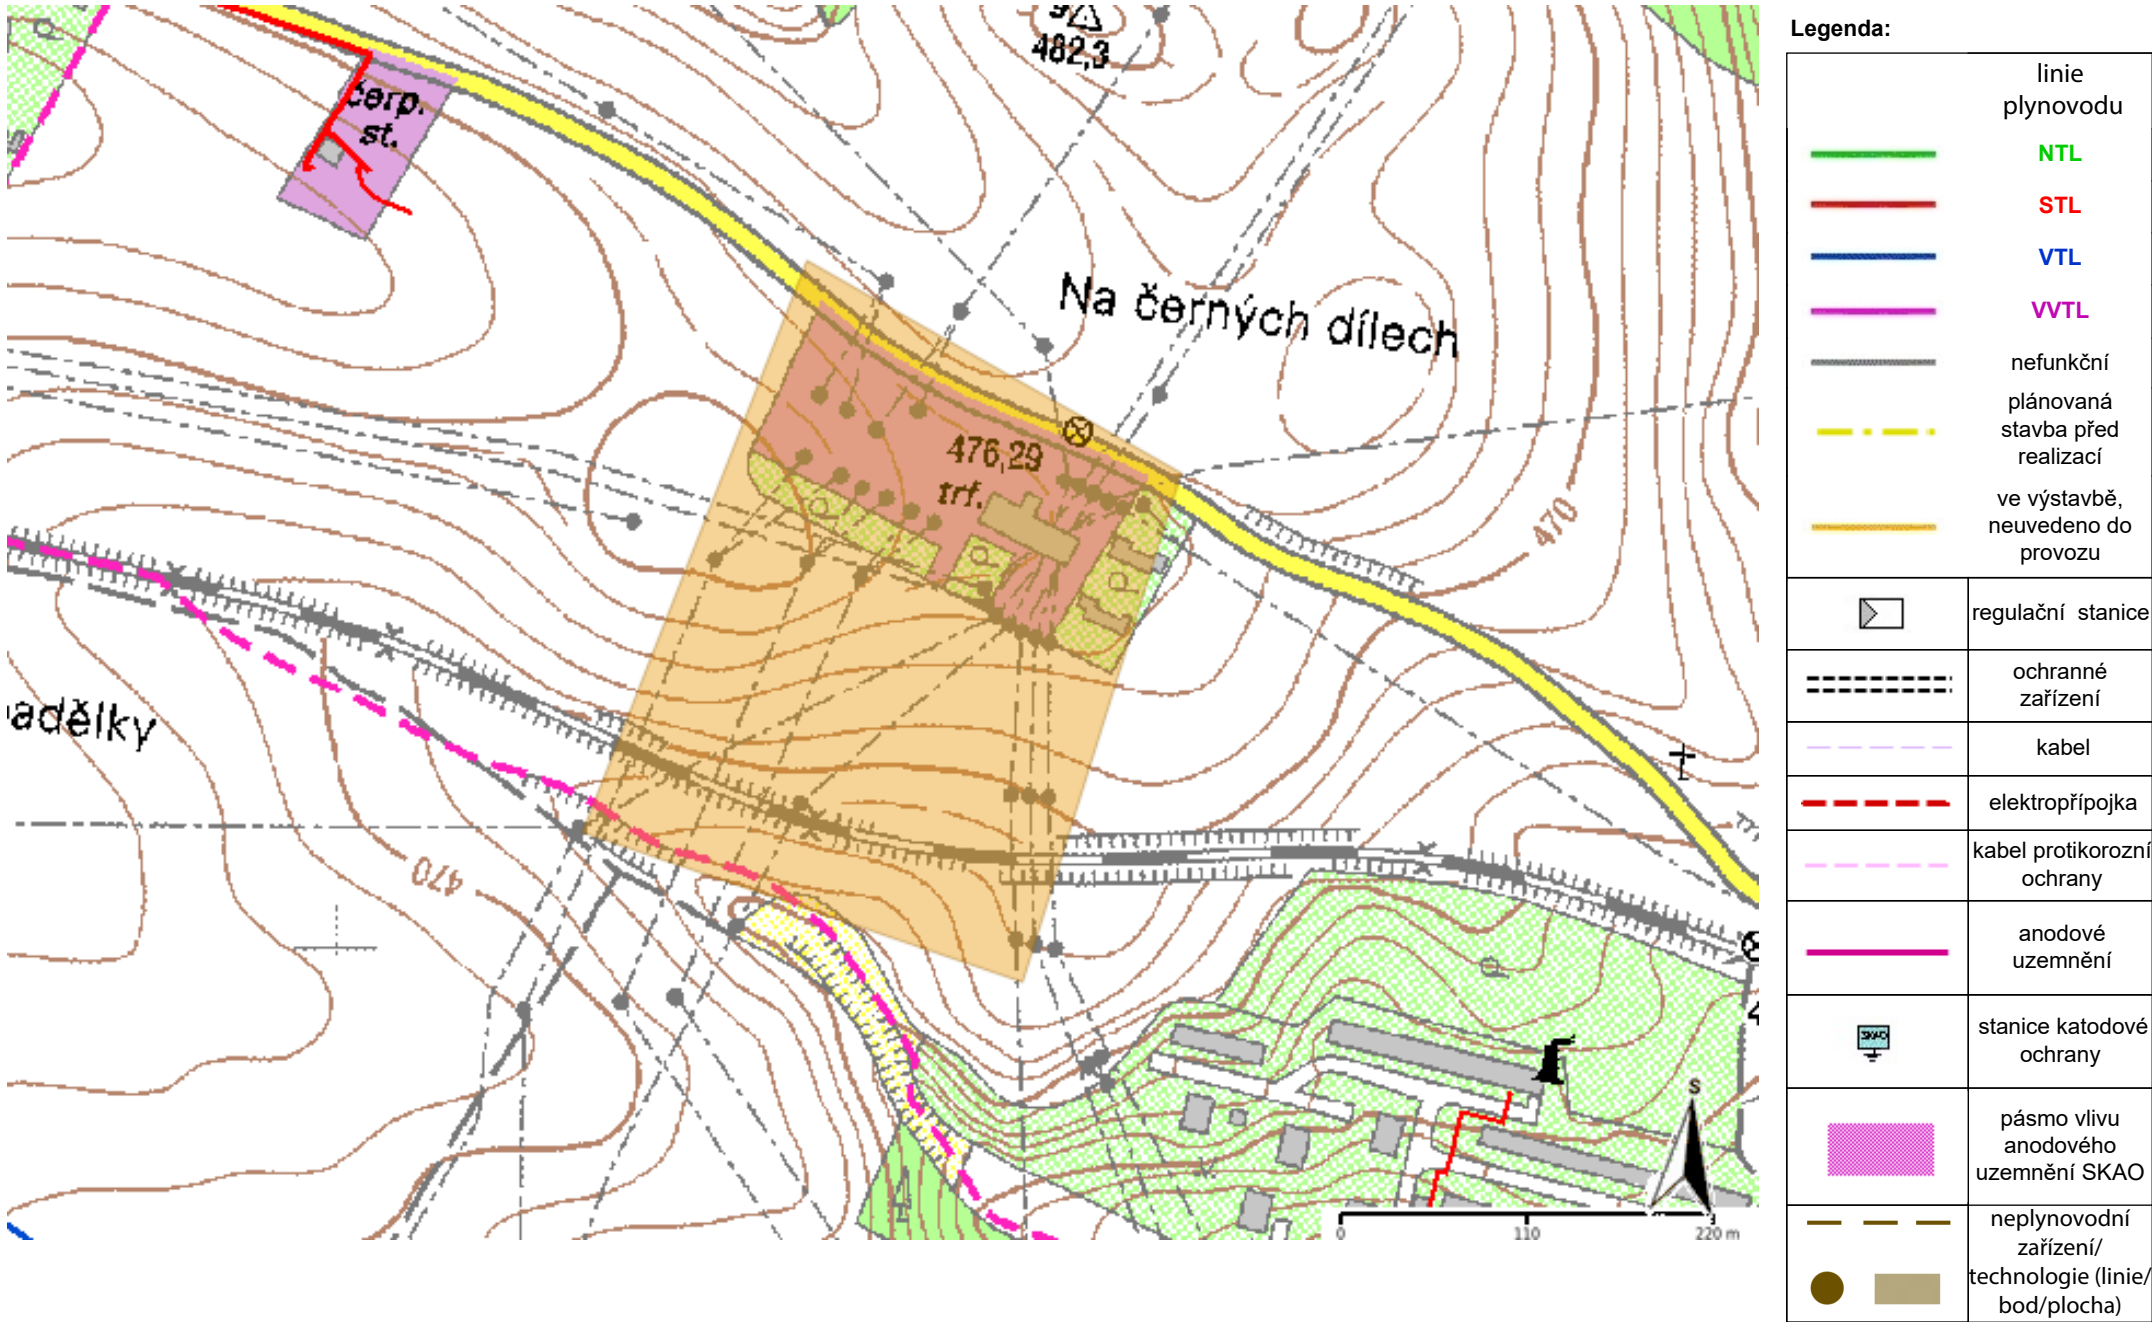 482,3
čerp.
st.
Na černých dílech
476,29
trf.
470
adělky
470
S
0 110 220 m
Legenda:
linie
plynovodu
NTL
STL
VTL
VVTL
nefunkční
plánovaná
stavba před
realizací
ve výstavbě,
neuvedeno do
provozu
regulační stanice
ochranné
zařízení
kabel
elektropřípojka
kabel protikorozní
ochrany
anodové
uzemnění
SKAO
stanice katodové
ochrany
pásmo vlivu
anodového
uzemnění SKAO
neplynovodní
zařízení/
technologie (linie/
bod/plocha)